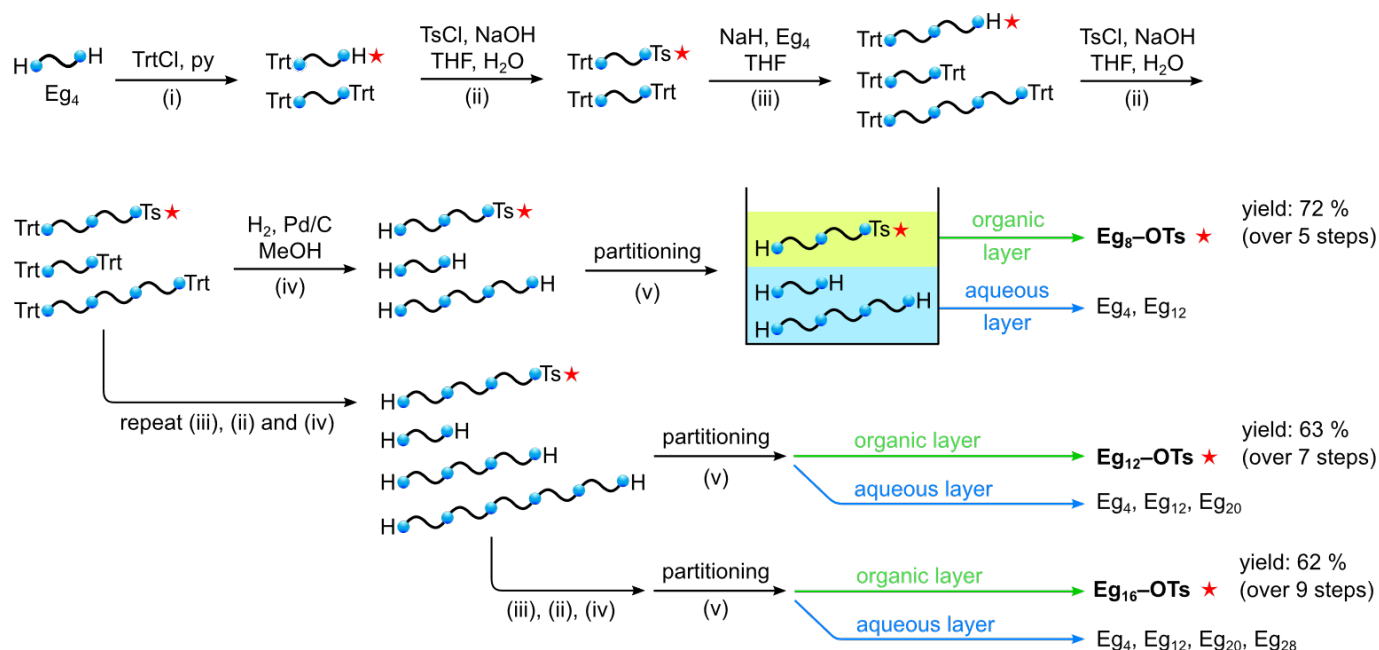 H H
Eg4
TrtCl, py
(i)
Trt H ★
Trt Trt
TsCl, NaOH
THF, H2O
(ii)
Trt Ts ★
Trt Trt
NaH, Eg4
THF
(iii)
Trt H ★
Trt Trt
Trt Trt
TsCl, NaOH
THF, H2O
(ii)
Trt Ts ★
Trt Trt
Trt Trt
H2, Pd/C
MeOH
(iv)
H Ts ★
H H
H H
partitioning
(v)
H Ts ★
H H
H H
organic
layer
aqueous
layer
Eg8–OTs ★
yield: 72 %
(over 5 steps)
Eg4, Eg12
repeat (iii), (ii) and (iv)
H Ts ★
H H
H H
H H
partitioning
(v)
organic layer
aqueous layer
Eg12–OTs ★
yield: 63 %
(over 7 steps)
Eg4, Eg12, Eg20
(iii), (ii), (iv)
partitioning
(v)
organic layer
aqueous layer
Eg16–OTs ★
yield: 62 %
(over 9 steps)
Eg4, Eg12, Eg20, Eg28